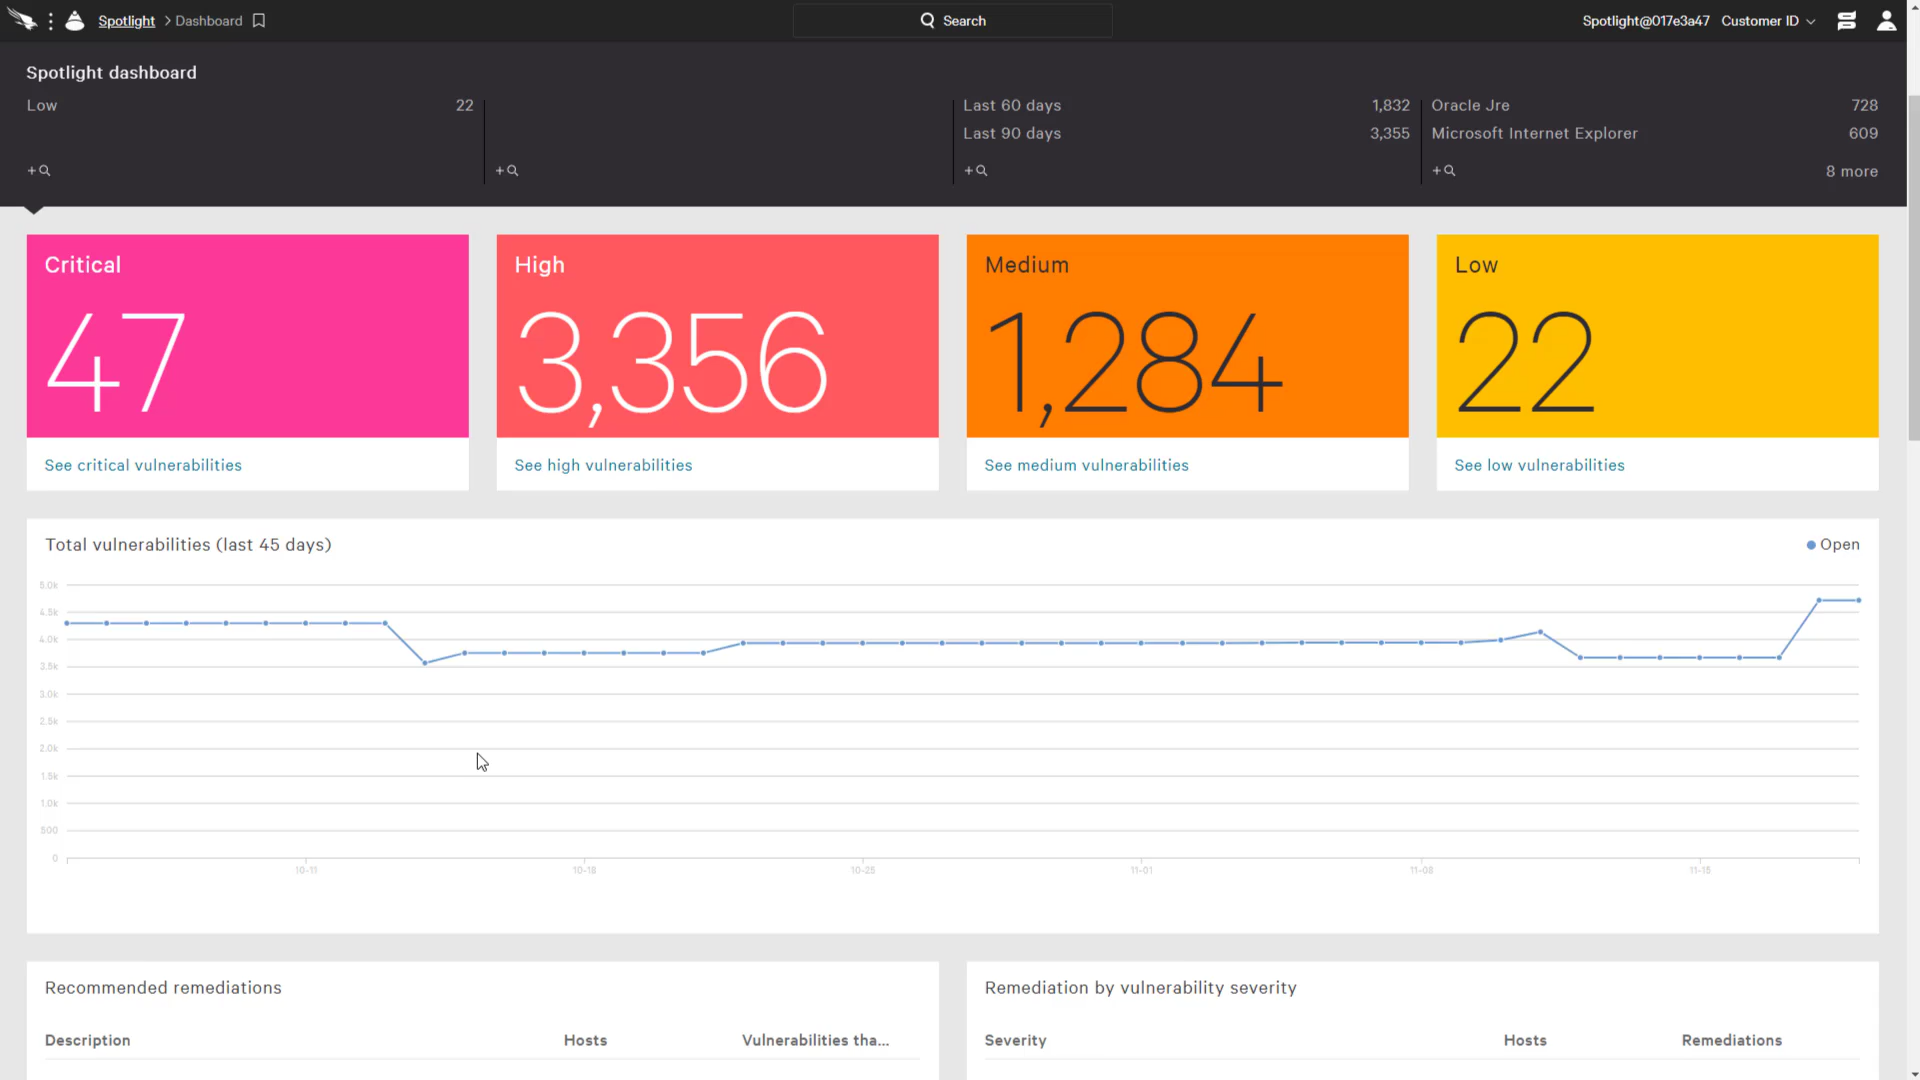 Spotlight > Dashboard
Search
Spotlight@017e3a47 Customer ID
Spotlight dashboard
Low 22
Last 60 days 1,832
Last 90 days 3,355
Oracle Jre 728
Microsoft Internet Explorer 609
8 more
Critical
47
See critical vulnerabilities
High
3,356
See high vulnerabilities
Medium
1,284
See medium vulnerabilities
Low
22
See low vulnerabilities
Total vulnerabilities (last 45 days)
Open
5.0k
4.5k
4.0k
3.5k
3.0k
2.5k
2.0k
1.5k
1.0k
500
0
10-11 10-18 10-25 11-01 11-08 11-15
Recommended remediations
Description Hosts Vulnerabilities tha...
Remediation by vulnerability severity
Severity Hosts Remediations